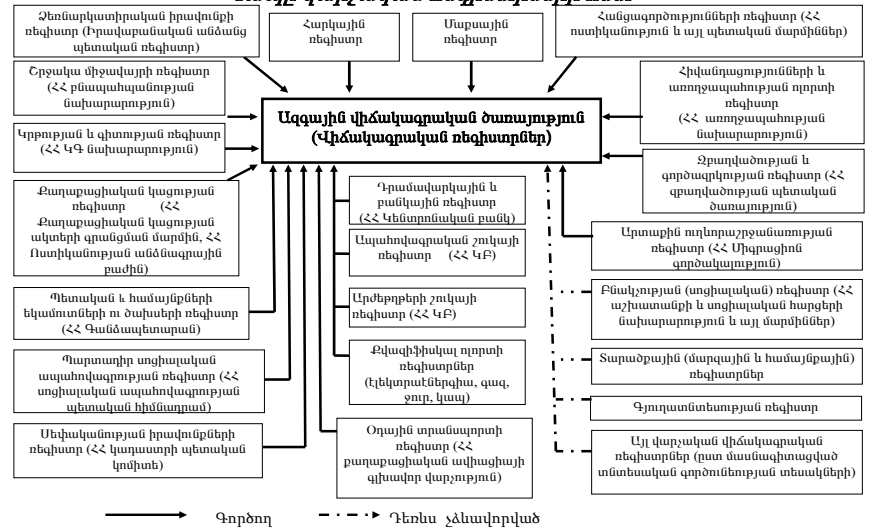 Ձեռնարկատիրական իրավունքի
ռեգիստր (Իրավաբանական անձանց
պետական ռեգիստր)
Հարկային
ռեգիստր
Մաքսային
ռեգիստր
Հանցագործությունների ռեգիստր (ՀՀ
ոստիկանություն և այլ պետական մարմիններ)
Շրջակա միջավայրի ռեգիստր
(ՀՀ բնապահպանության
նախարարություն)
Կրթության և գիտության ռեգիստր
(ՀՀ ԿԳ նախարարություն)
Քաղաքացիական կացության
ռեգիստր (ՀՀ
Քաղաքացիական կացության
ակտերի գրանցման մարմին, ՀՀ
Ոստիկանության անձնագրային
բաժին)
Ազգային վիճակագրական ծառայություն
(Վիճակագրական ռեգիստրներ)
Հիվանդացությունների և
առողջապահության ոլորտի
ռեգիստր
(ՀՀ առողջապահության
նախարարություն)
Զբաղվածության և
գործազրկության ռեգիստր (ՀՀ
զբաղվածության պետական
ծառայություն)
Դրամավարկային և
բանկային ռեգիստր
(ՀՀ Կենտրոնական բանկ)
Ապահովագրական շուկայի
ռեգիստր (ՀՀ ԿԲ)
Արժեթղթերի շուկայի
ռեգիստր (ՀՀ ԿԲ)
Քվազիֆիսկալ ոլորտի
ռեգիստրներ
(էլեկտրաէներգիա, գազ,
ջուր, կապ)
Օդային տրանսպորտի
ռեգիստր (ՀՀ
քաղաքացիական ավիացիայի
գլխավոր վարչություն)
Արտաքին ուղևորաշրջանառության
ռեգիստր (ՀՀ Միգրացիոն
գործակալություն)
Բնակչության (սոցիալական) ռեգիստր (ՀՀ
աշխատանքի և սոցիալական հարցերի
նախարարություն և այլ մարմիններ)
Տարածքային (մարզային և համայնքային)
ռեգիստրներ
Գյուղատնտեսության ռեգիստր
Այլ վարչական վիճակագրական
ռեգիստրներ (ըստ մասնագիտացված
տնտեսական գործունեության տեսակների)
Պետական և համայնքների
եկամուտների ու ծախսերի ռեգիստր
(ՀՀ Գանձապետարան)
Պարտադիր սոցիալական
ապահովագրության ռեգիստր (ՀՀ
սոցիալական ապահովագրության
պետական հիմնադրամ)
Սեփականության իրավունքների
ռեգիստր (ՀՀ կադաստրի պետական
կոմիտե)
Գործող
Դեռևս չձևավորված